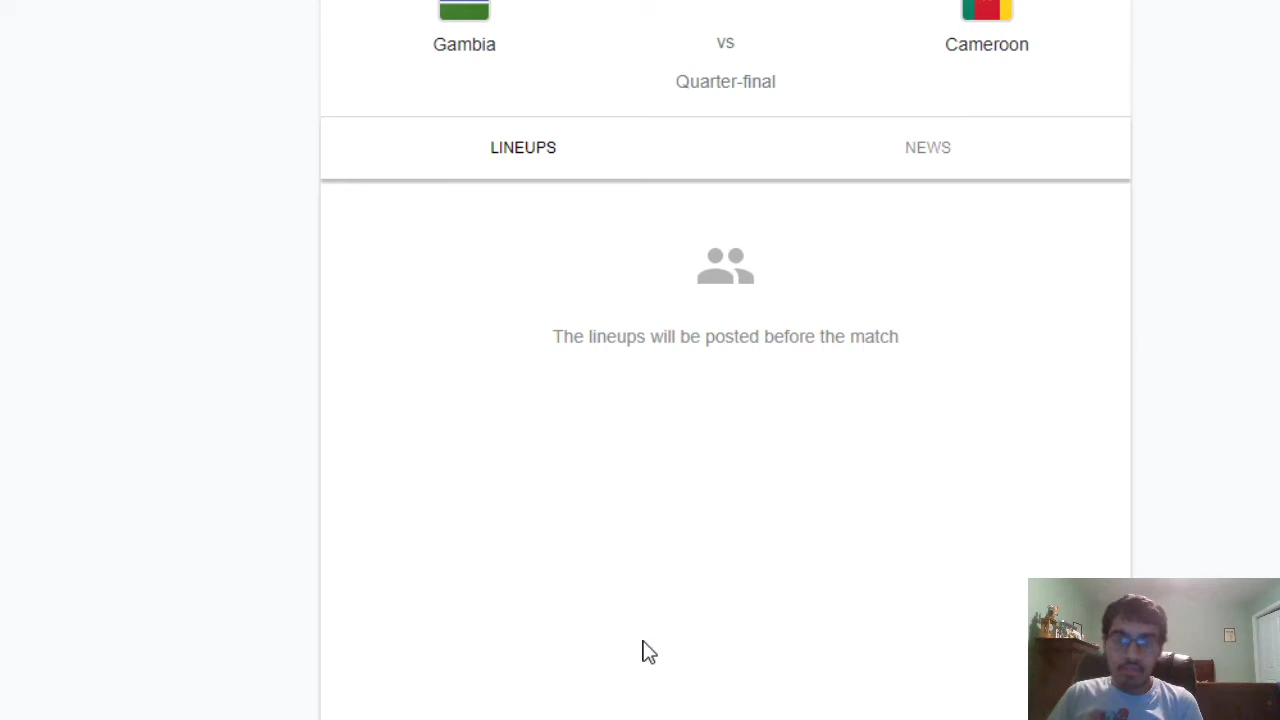 Gambia
vs
Cameroon
Quarter-final
LINEUPS
NEWS
The lineups will be posted before the match